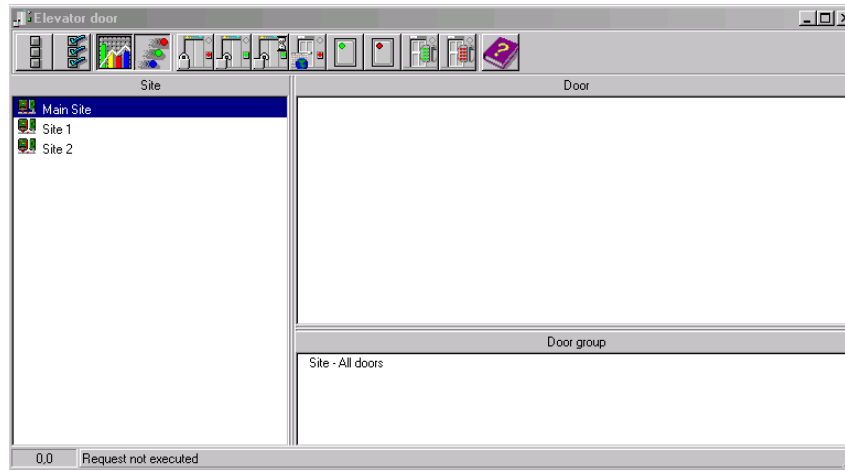 Elevator door
Site
Door
Main Site
Site 1
Site 2
Door group
Site - All doors
0,0 Request not executed